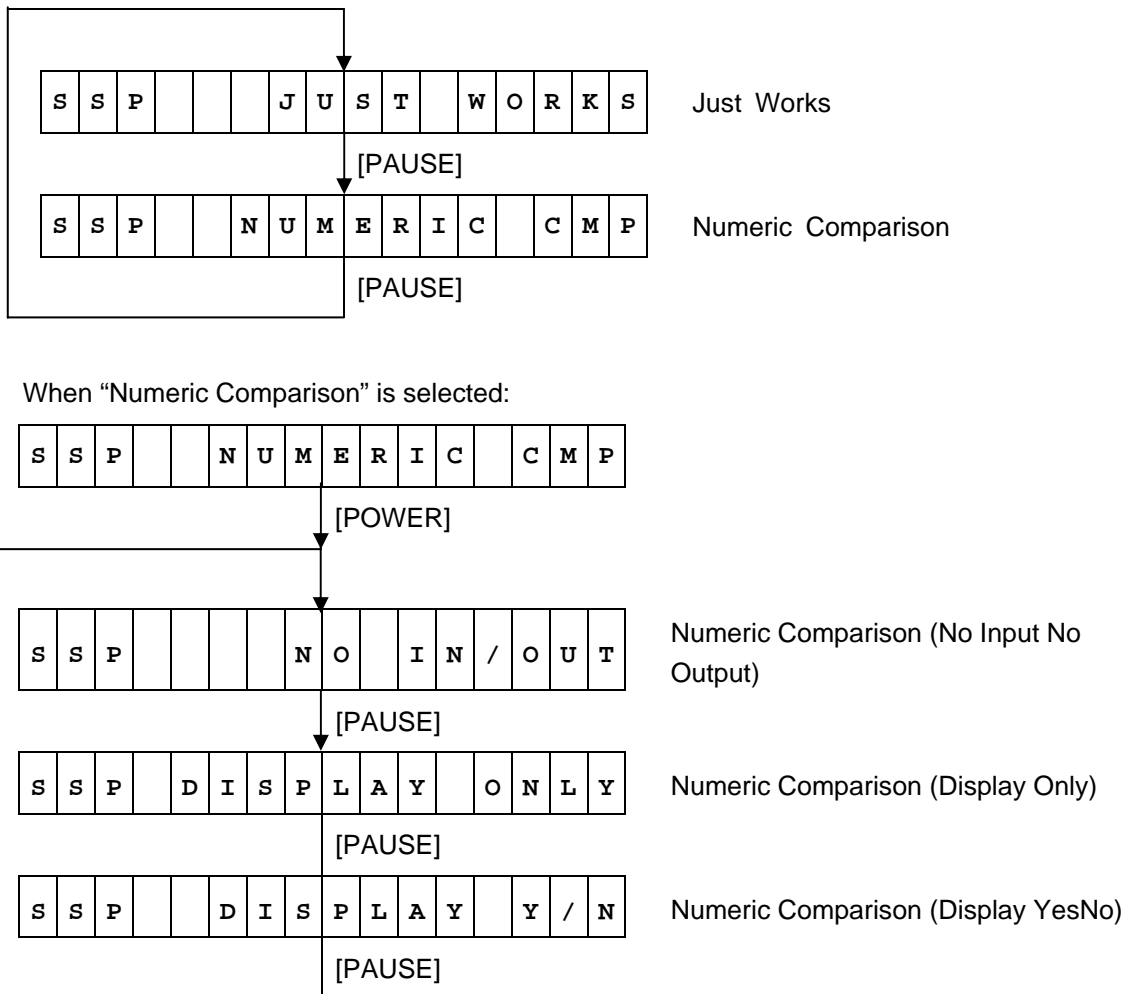 SSP   JUST WORKS Just Works
[PAUSE]
SSP  NUMERIC CMP Numeric Comparison
[PAUSE]
When “Numeric Comparison” is selected:
SSP  NUMERIC CMP
[POWER]
SSP    NO IN/OUT Numeric Comparison (No Input No
Output)
[PAUSE]
SSP DISPLAY ONLY Numeric Comparison (Display Only)
[PAUSE]
SSP  DISPLAY Y/N Numeric Comparison (Display YesNo)
[PAUSE]